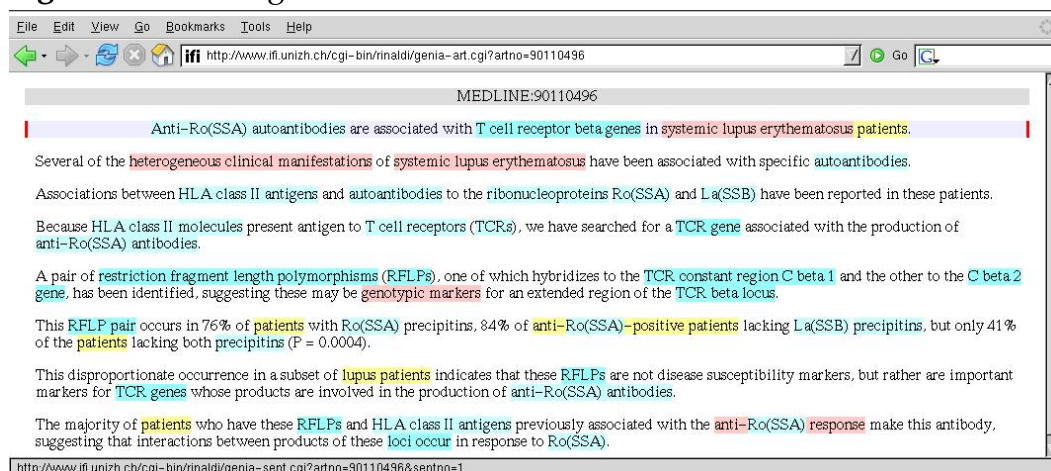 File Edit View Go Bookmarks Tools Help
ifi http://www.ifi.unizh.ch/cgi-bin/rinaldi/genia-art.cgi?artno=90110496 Go G
MEDLINE:90110496
Anti-Ro(SSA) autoantibodies are associated with T cell receptor beta genes in systemic lupus erythematosus patients.
Several of the heterogeneous clinical manifestations of systemic lupus erythematosus have been associated with specific autoantibodies.
Associations between HLA class II antigens and autoantibodies to the ribonucleoproteins Ro(SSA) and La(SSB) have been reported in these patients.
Because HLA class II molecules present antigen to T cell receptors (TCRs), we have searched for a TCR gene associated with the production of
anti-Ro(SSA) antibodies.
A pair of restriction fragment length polymorphisms (RFLPs), one of which hybridizes to the TCR constant region C beta 1 and the other to the C beta 2
gene, has been identified, suggesting these may be genotypic markers for an extended region of the TCR beta locus.
This RFLP pair occurs in 76% of patients with Ro(SSA) precipitins, 84% of anti-Ro(SSA)-positive patients lacking La(SSB) precipitins, but only 41%
of the patients lacking both precipitins (P = 0.0004).
This disproportionate occurrence in a subset of lupus patients indicates that these RFLPs are not disease susceptibility markers, but rather are important
markers for TCR genes whose products are involved in the production of anti-Ro(SSA) antibodies.
The majority of patients who have these RFLPs and HLA class II antigens previously associated with the anti-Ro(SSA) response make this antibody,
suggesting that interactions between products of these loci occur in response to Ro(SSA).
http://www.ifi.unizh.ch/cgi-bin/rinaldi/genia-sent.cgi?artno=90110496&sentno=1